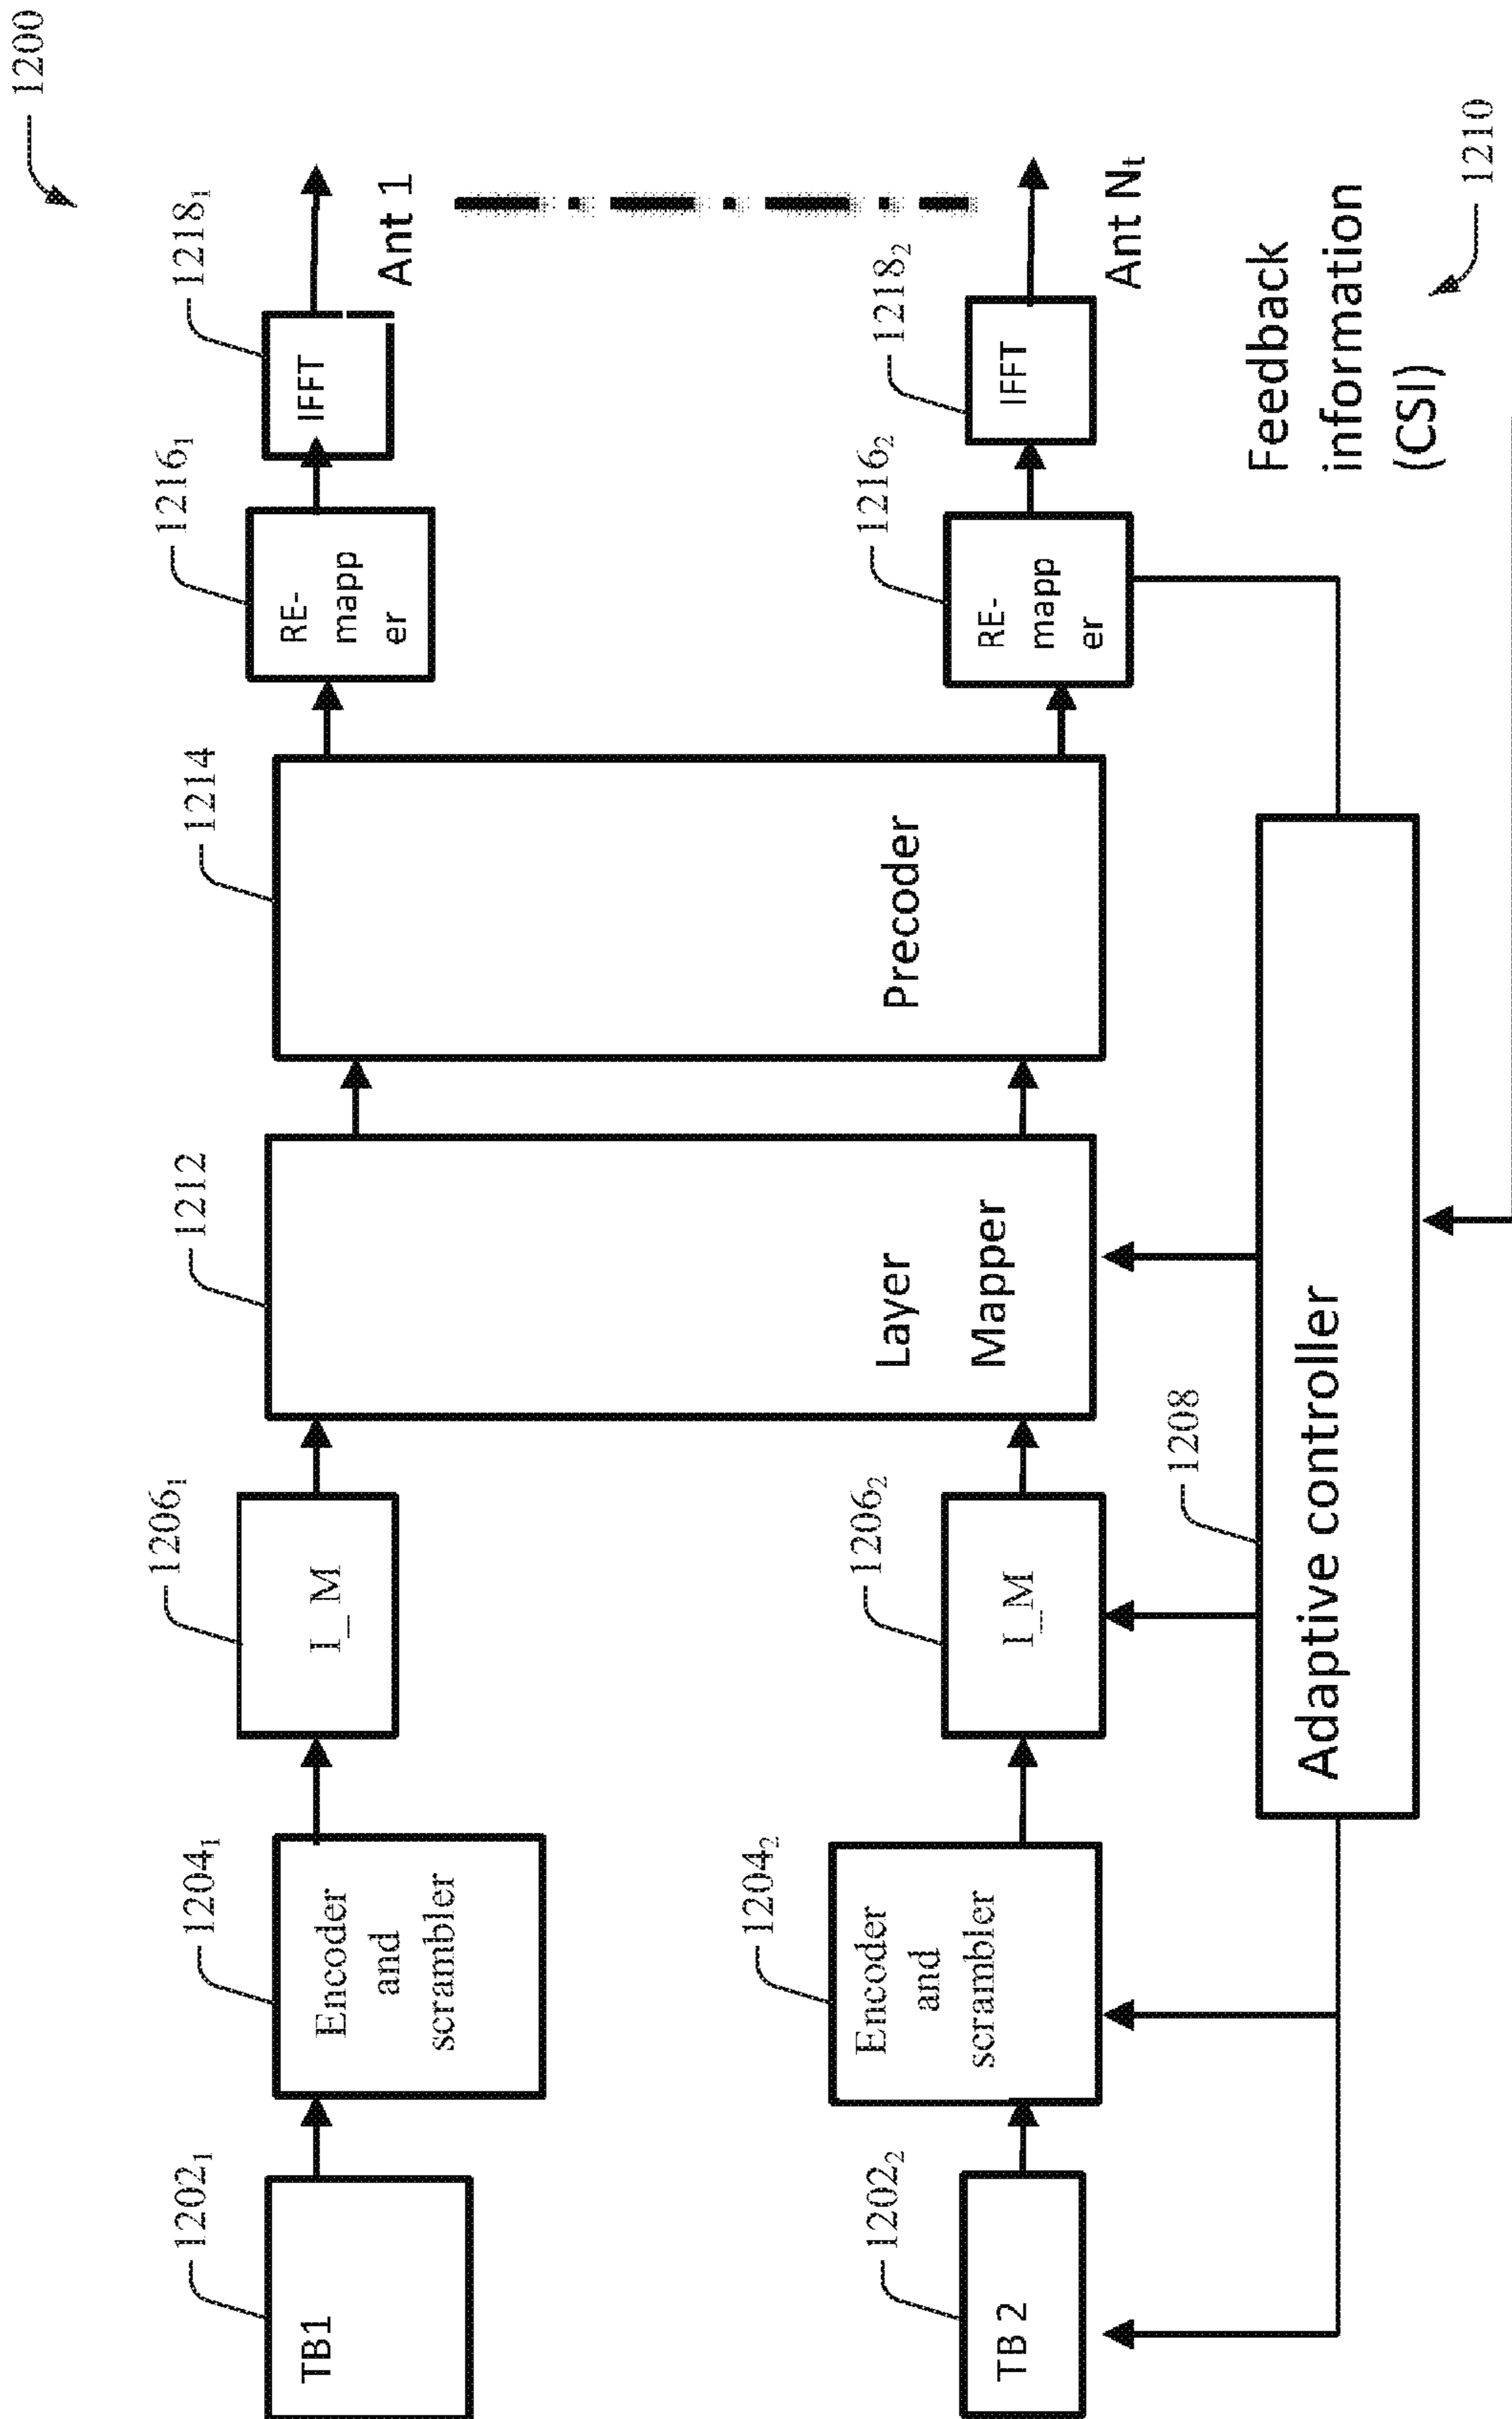 1200
1202₁
TB1
1204₁
Encoder
and
scrambler
1206₁
I_M
1212
Layer
Mapper
1214
Precoder
1216₁
RE-
mapp
er
1218₁
IFFT
Ant 1
1202₂
TB 2
1204₂
Encoder
and
scrambler
1206₂
I_M
1216₂
RE-
mapp
er
1218₂
IFFT
Ant Nt
1208
Adaptive controller
Feedback
information
(CSI)
1210